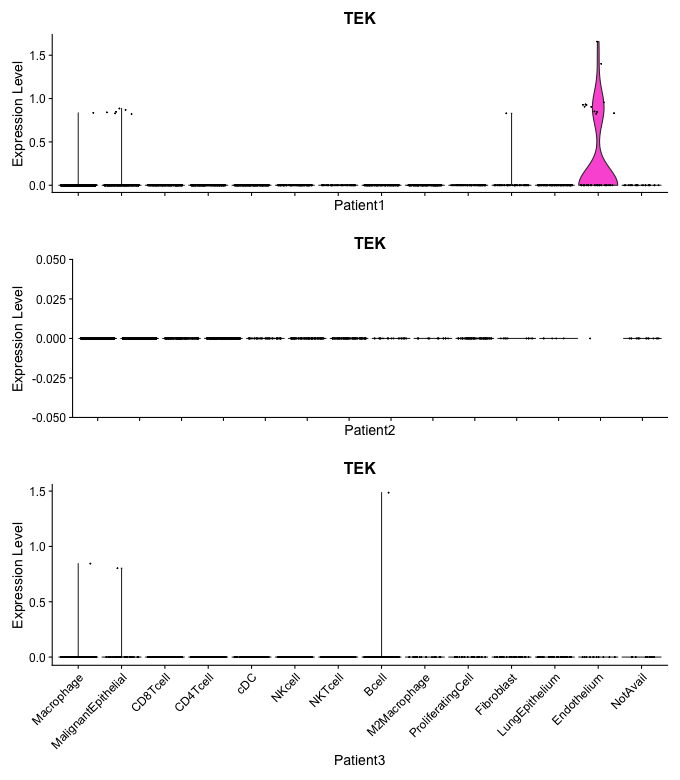 TEK
Expression Level
1.5
1.0
0.5
0.0
Patient1
TEK
Expression Level
0.050
0.025
0.000
-0.025
-0.050
Patient2
TEK
Expression Level
1.5
1.0
0.5
0.0
Macrophage
MalignantEpithelial
CD8Tcell
CD4Tcell
cDC
NKcell
NKTcell
Bcell
M2Macrophage
ProliferatingCell
Fibroblast
LungEpithelium
Endothelium
NotAvail
Patient3